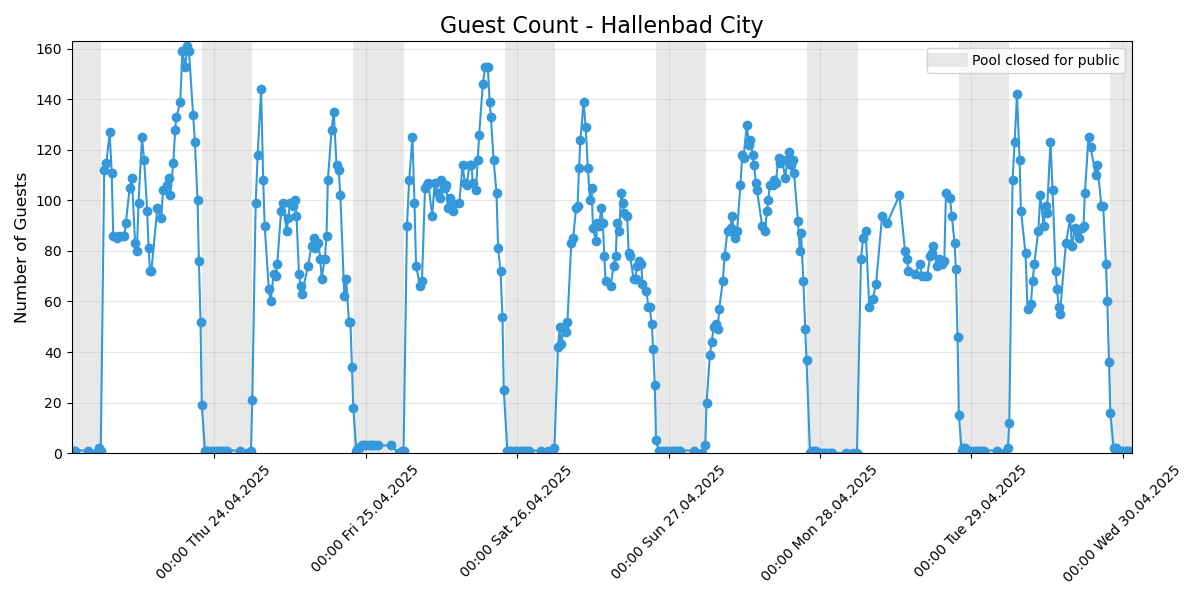 Guest Count - Hallenbad City
Pool closed for public
Number of Guests
160
140
120
100
80
60
40
20
0
00:00 Thu 24.04.2025
00:00 Fri 25.04.2025
00:00 Sat 26.04.2025
00:00 Sun 27.04.2025
00:00 Mon 28.04.2025
00:00 Tue 29.04.2025
00:00 Wed 30.04.2025